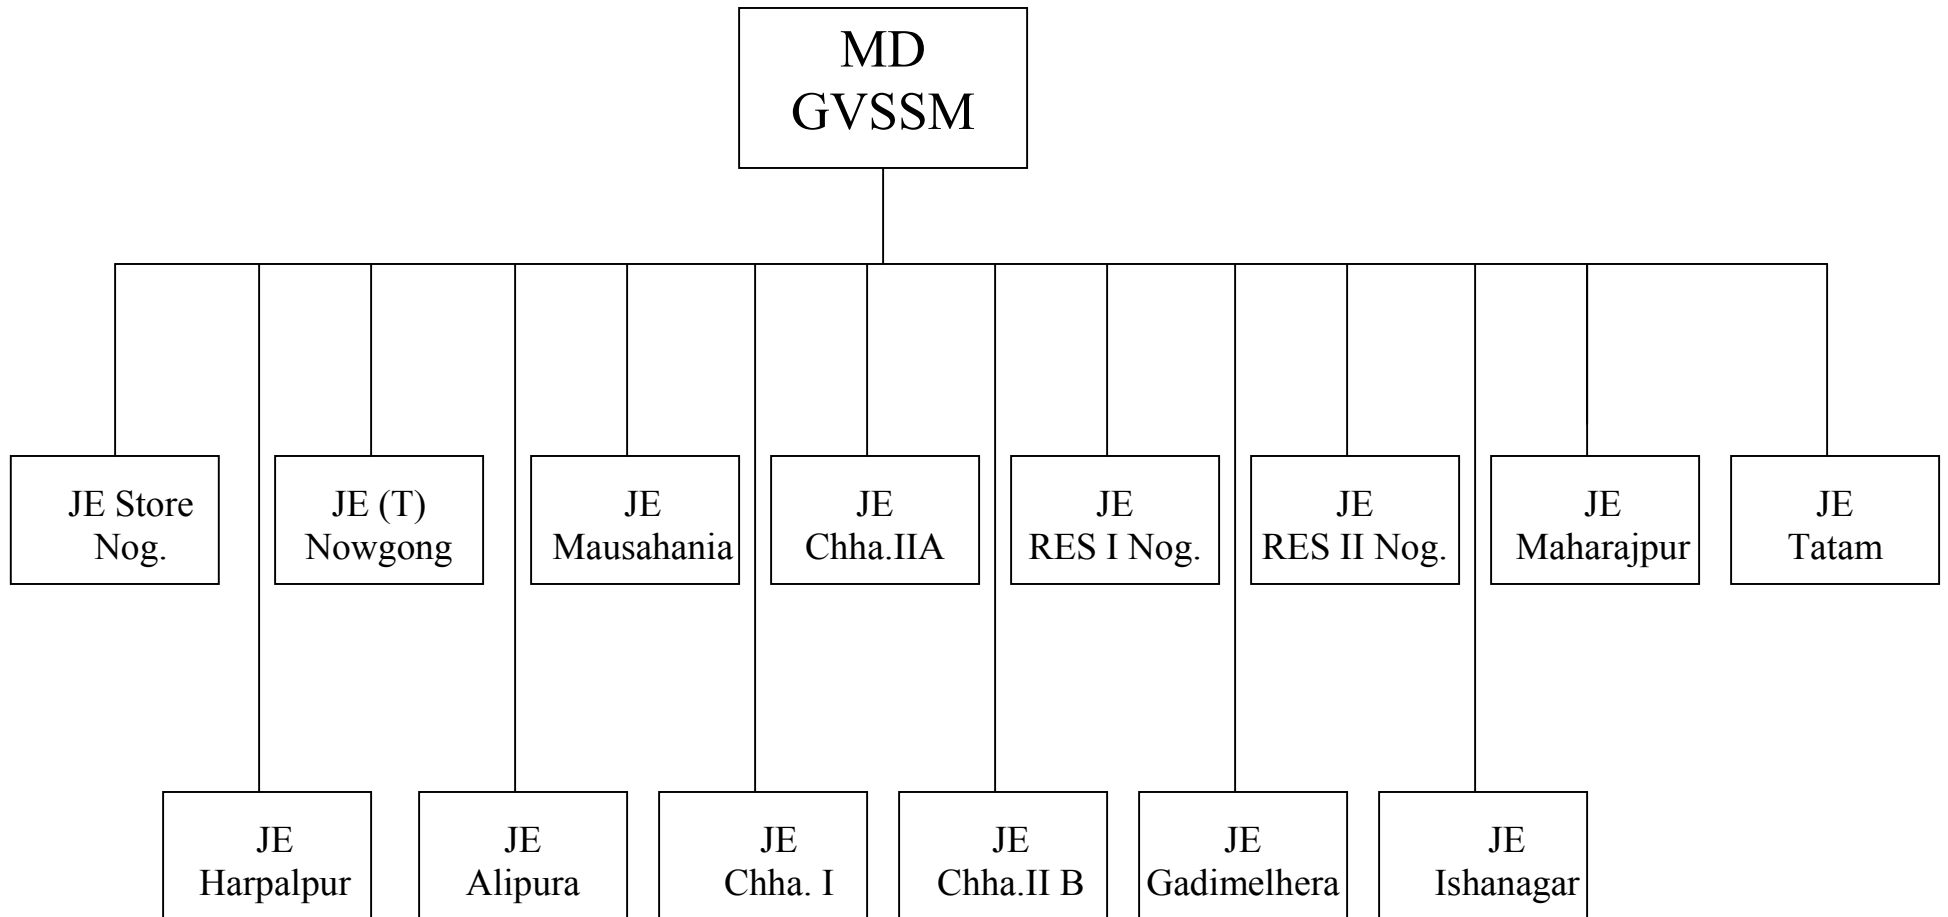 MD
GVSSM
JE Store
Nog.
JE (T)
Nowgong
JE
Mausahania
JE
Chha.IIA
JE
RES I Nog.
JE
RES II Nog.
JE
Maharajpur
JE
Tatam
JE
Harpalpur
JE
Alipura
JE
Chha. I
JE
Chha.II B
JE
Gadimelhera
JE
Ishanagar